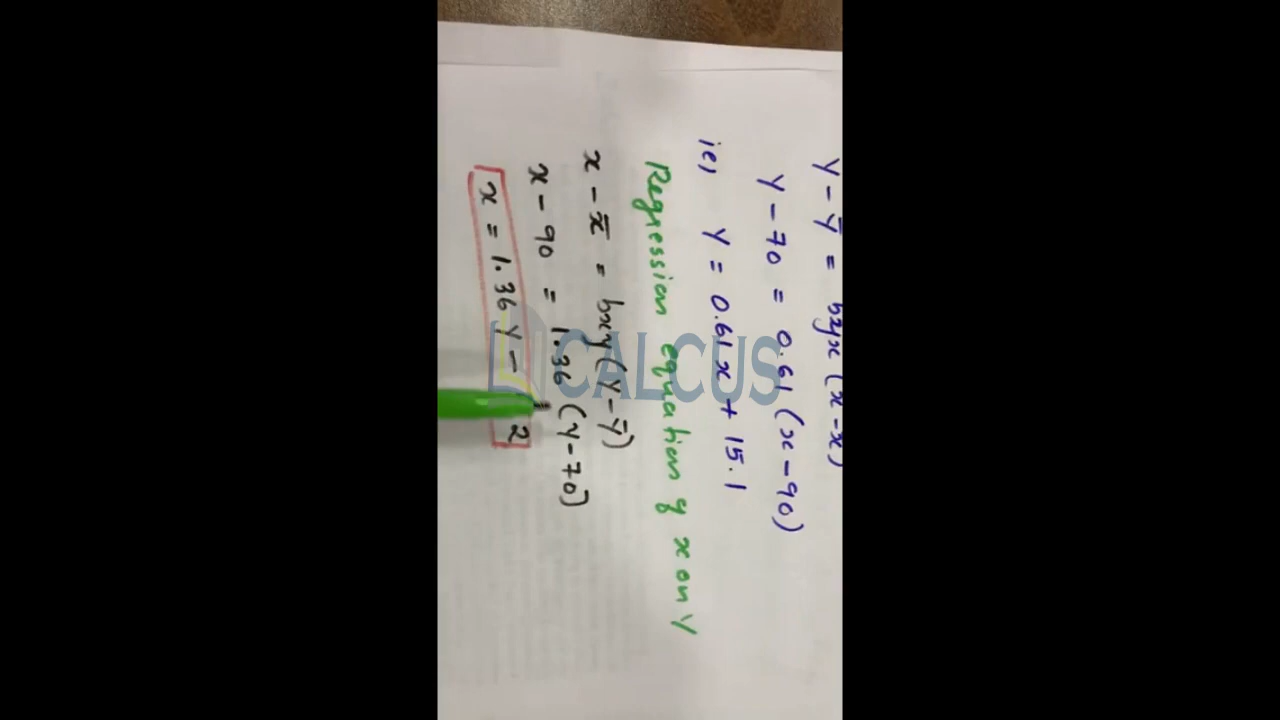 y - ȳ = byx (x - x̄)
y - 70 = 0.61 (x - 90)
ie) y = 0.61 x + 15.1
Regression equation of x on y
x - x̄ = bxy (y - ȳ)
x - 90 = 1.36 (y - 70)
x = 1.36 y - 2
CALCUS